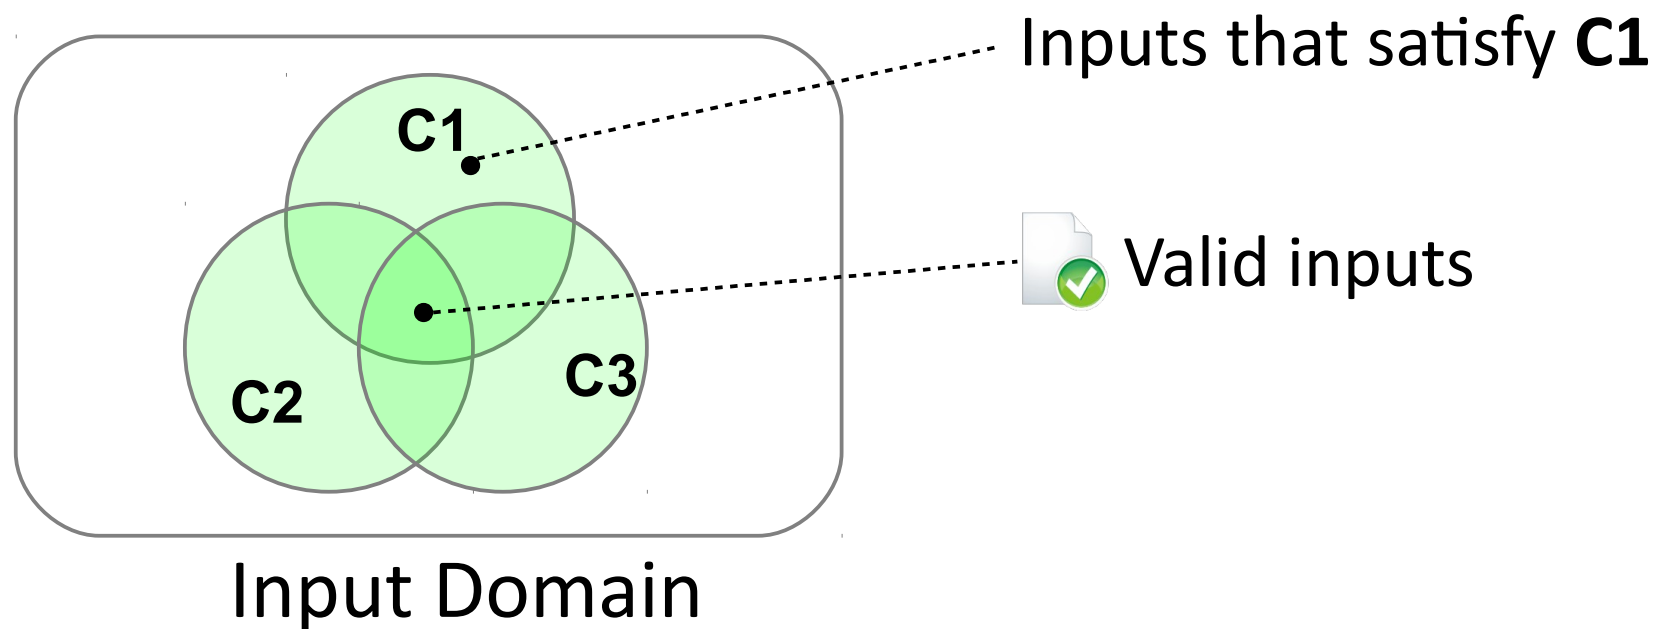 Inputs that satisfy C1
C1
Valid inputs
C3
C2
Input Domain